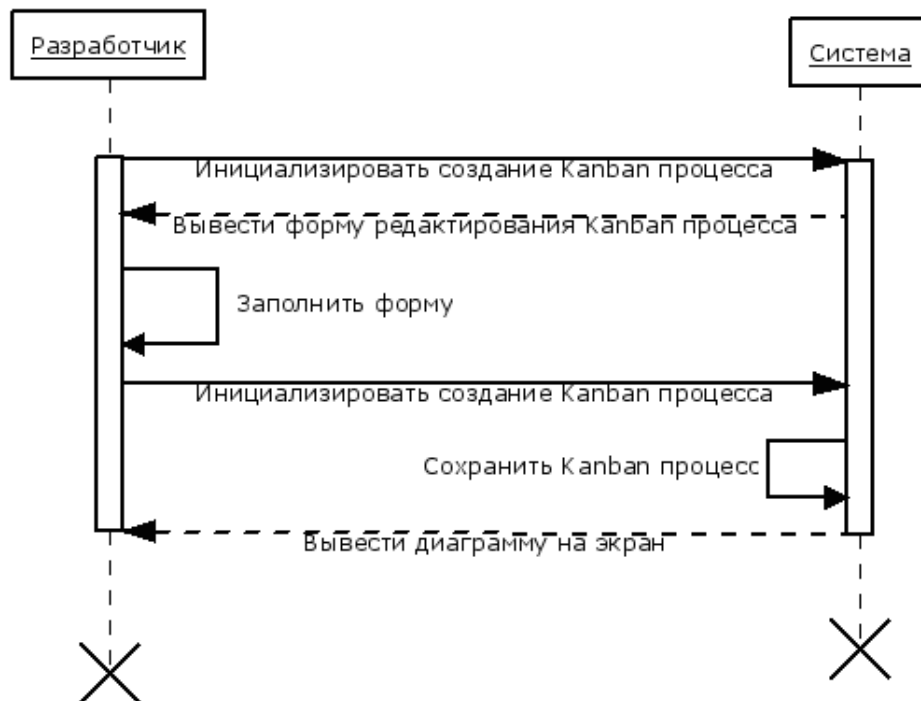 Разработчик
Система
Инициализировать создание Kanban процесса
Вывести форму редактирования Kanban процесса
Заполнить форму
Инициализировать создание Kanban процесса
Сохранить Kanban процесс
Вывести диаграмму на экран